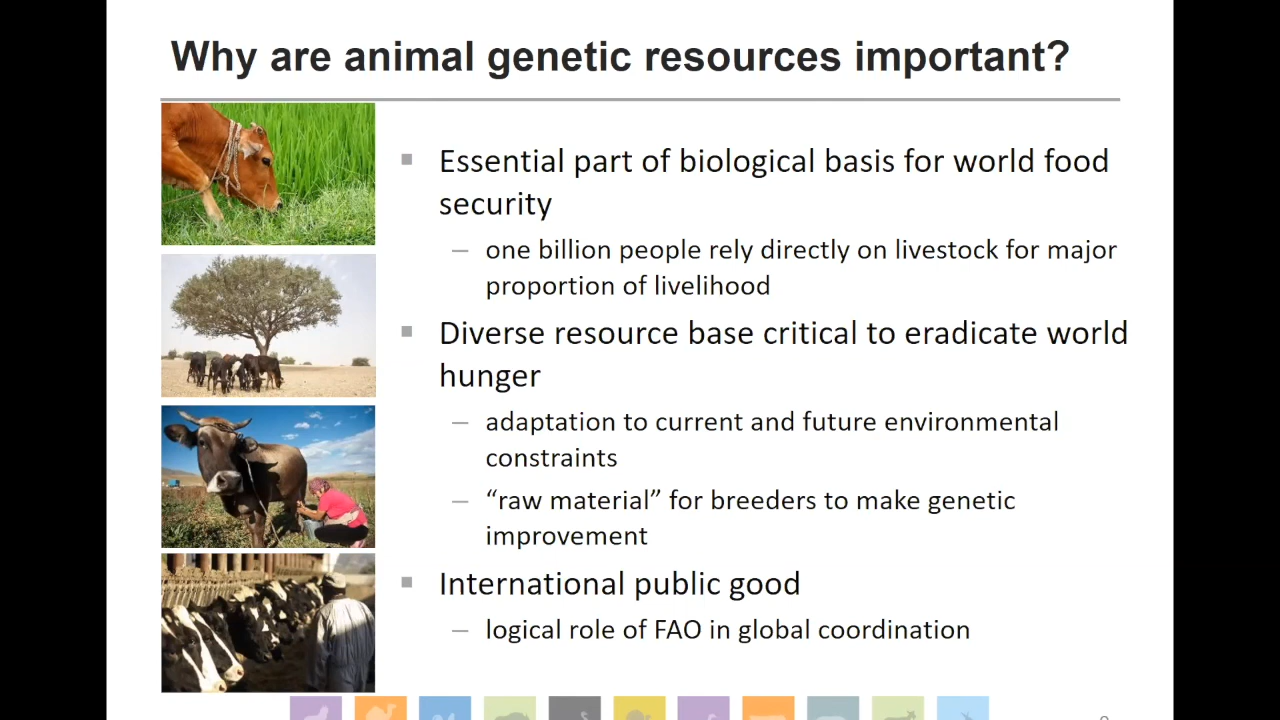 Why are animal genetic resources important?
Essential part of biological basis for world food
security
— one billion people rely directly on livestock for major
proportion of livelihood
Diverse resource base critical to eradicate world
hunger
— adaptation to current and future environmental
constraints
— “raw material” for breeders to make genetic
improvement
International public good
— logical role of FAO in global coordination